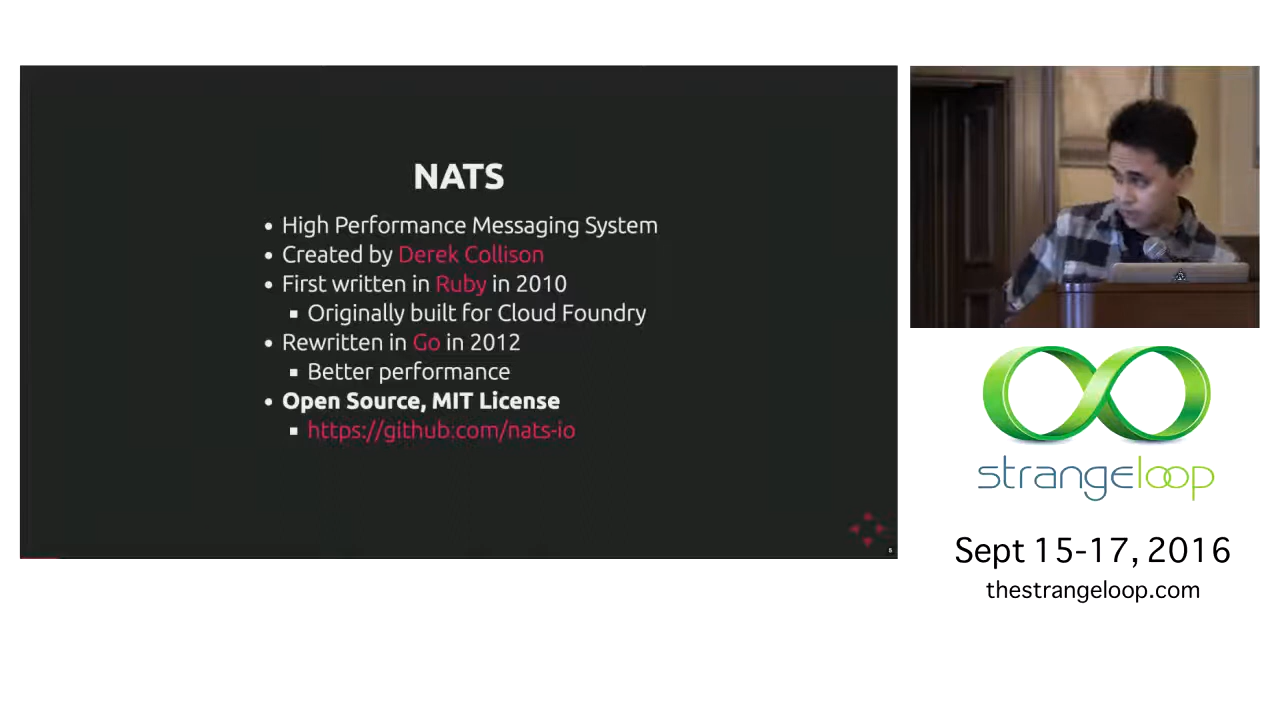 NATS
• High Performance Messaging System
• Created by Derek Collison
• First written in Ruby in 2010
▪ Originally built for Cloud Foundry
• Rewritten in Go in 2012
▪ Better performance
• Open Source, MIT License
▪ https://github.com/nats-io
strangeloop
Sept 15-17, 2016
thestrangeloop.com